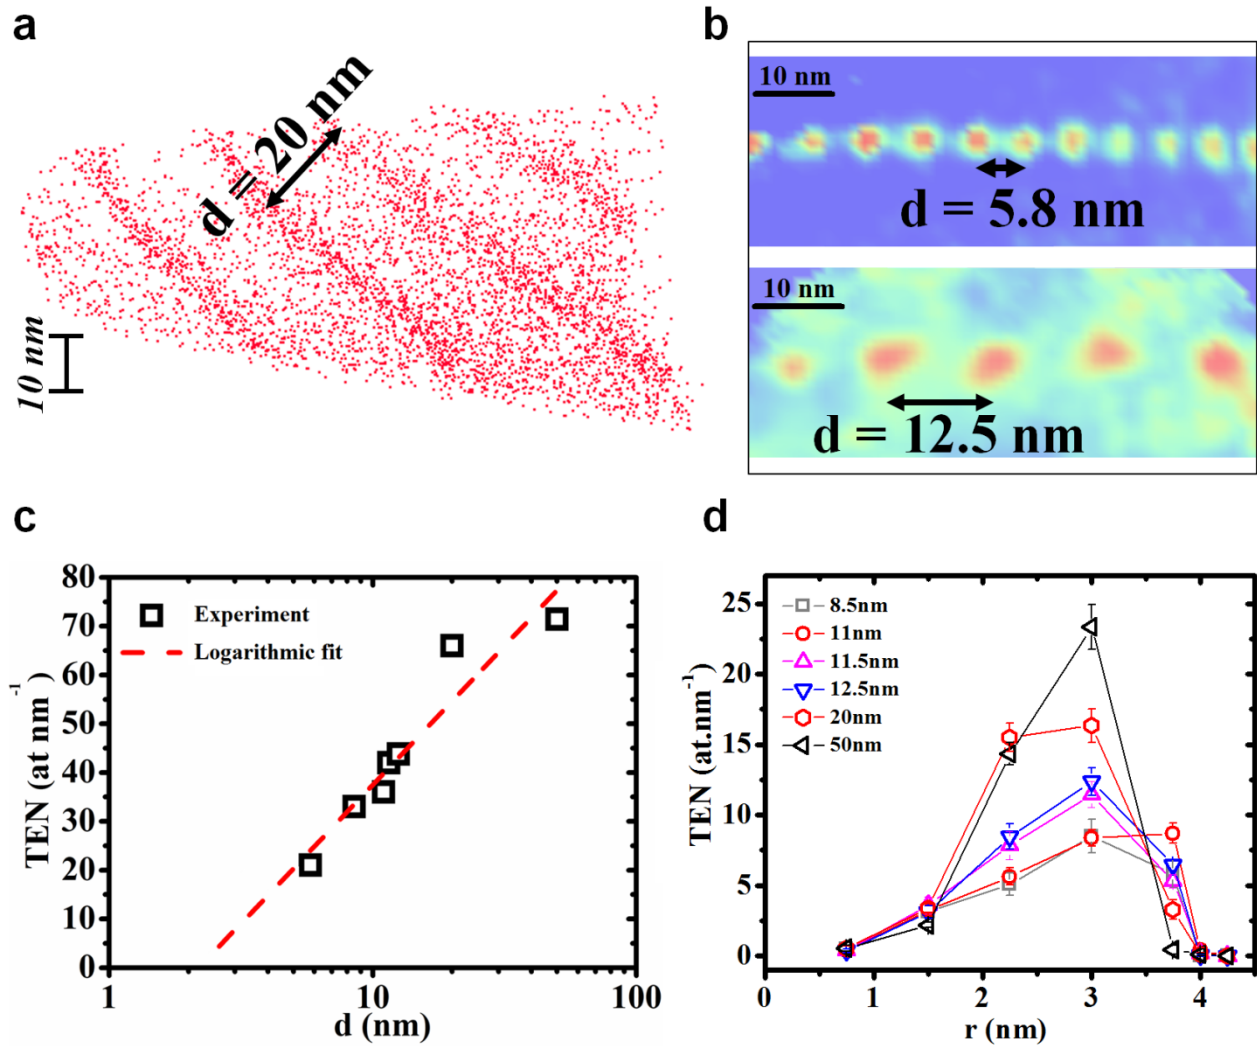 a
d = 20 nm
10 nm
b
10 nm
d = 5.8 nm
10 nm
d = 12.5 nm
c
TEN (at nm⁻¹)
80
70
60
50
40
30
20
10
0
Experiment
Logarithmic fit
1
10
100
d (nm)
d
TEN (at.nm⁻¹)
25
20
15
10
5
0
8.5nm
11nm
11.5nm
12.5nm
20nm
50nm
0
1
2
3
4
r (nm)